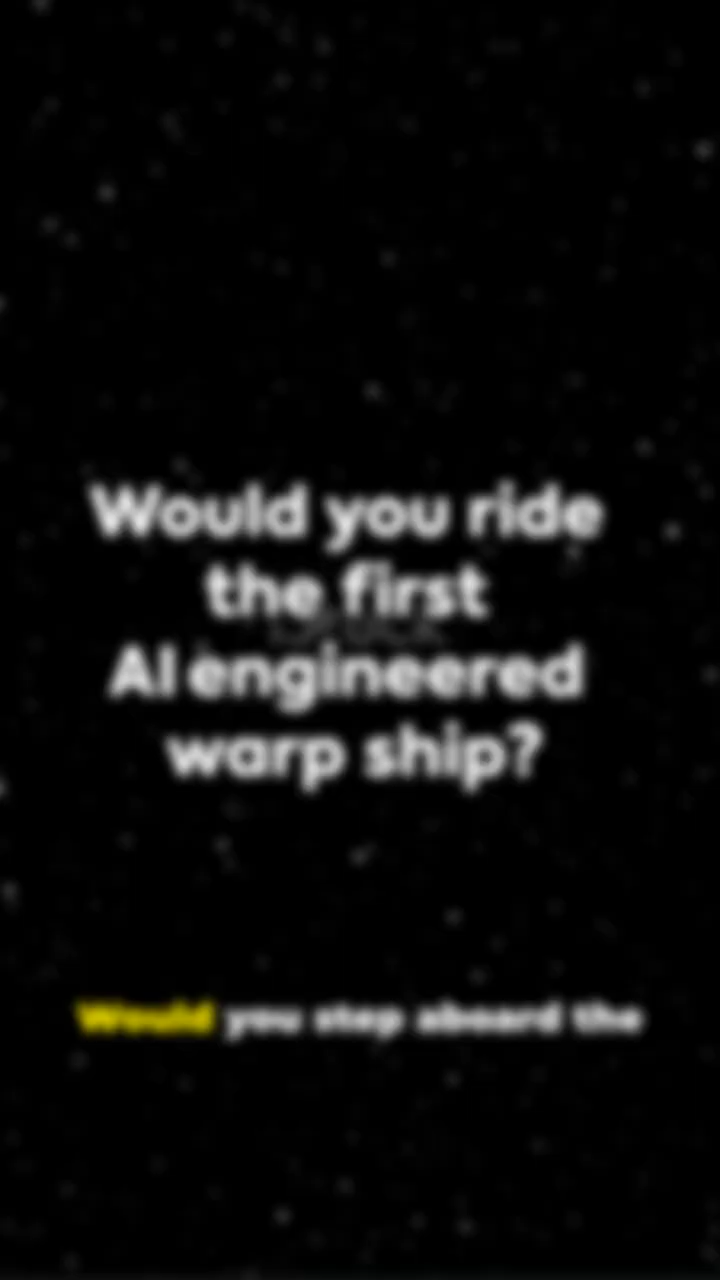 Would you ride
the first
AI engineered
warp ship?
Would you step aboard the